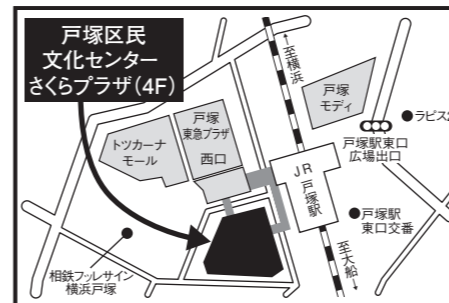 戸塚区民
文化センター
さくらプラザ(4F)
至横浜
戸塚
モディ
ラピス
戸塚駅東口
広場出口
戸塚
東急プラザ
西口
トツカーナ
モール
JR
戸塚駅
戸塚駅
東口交番
相鉄フレッサイン
横浜戸塚
至大船